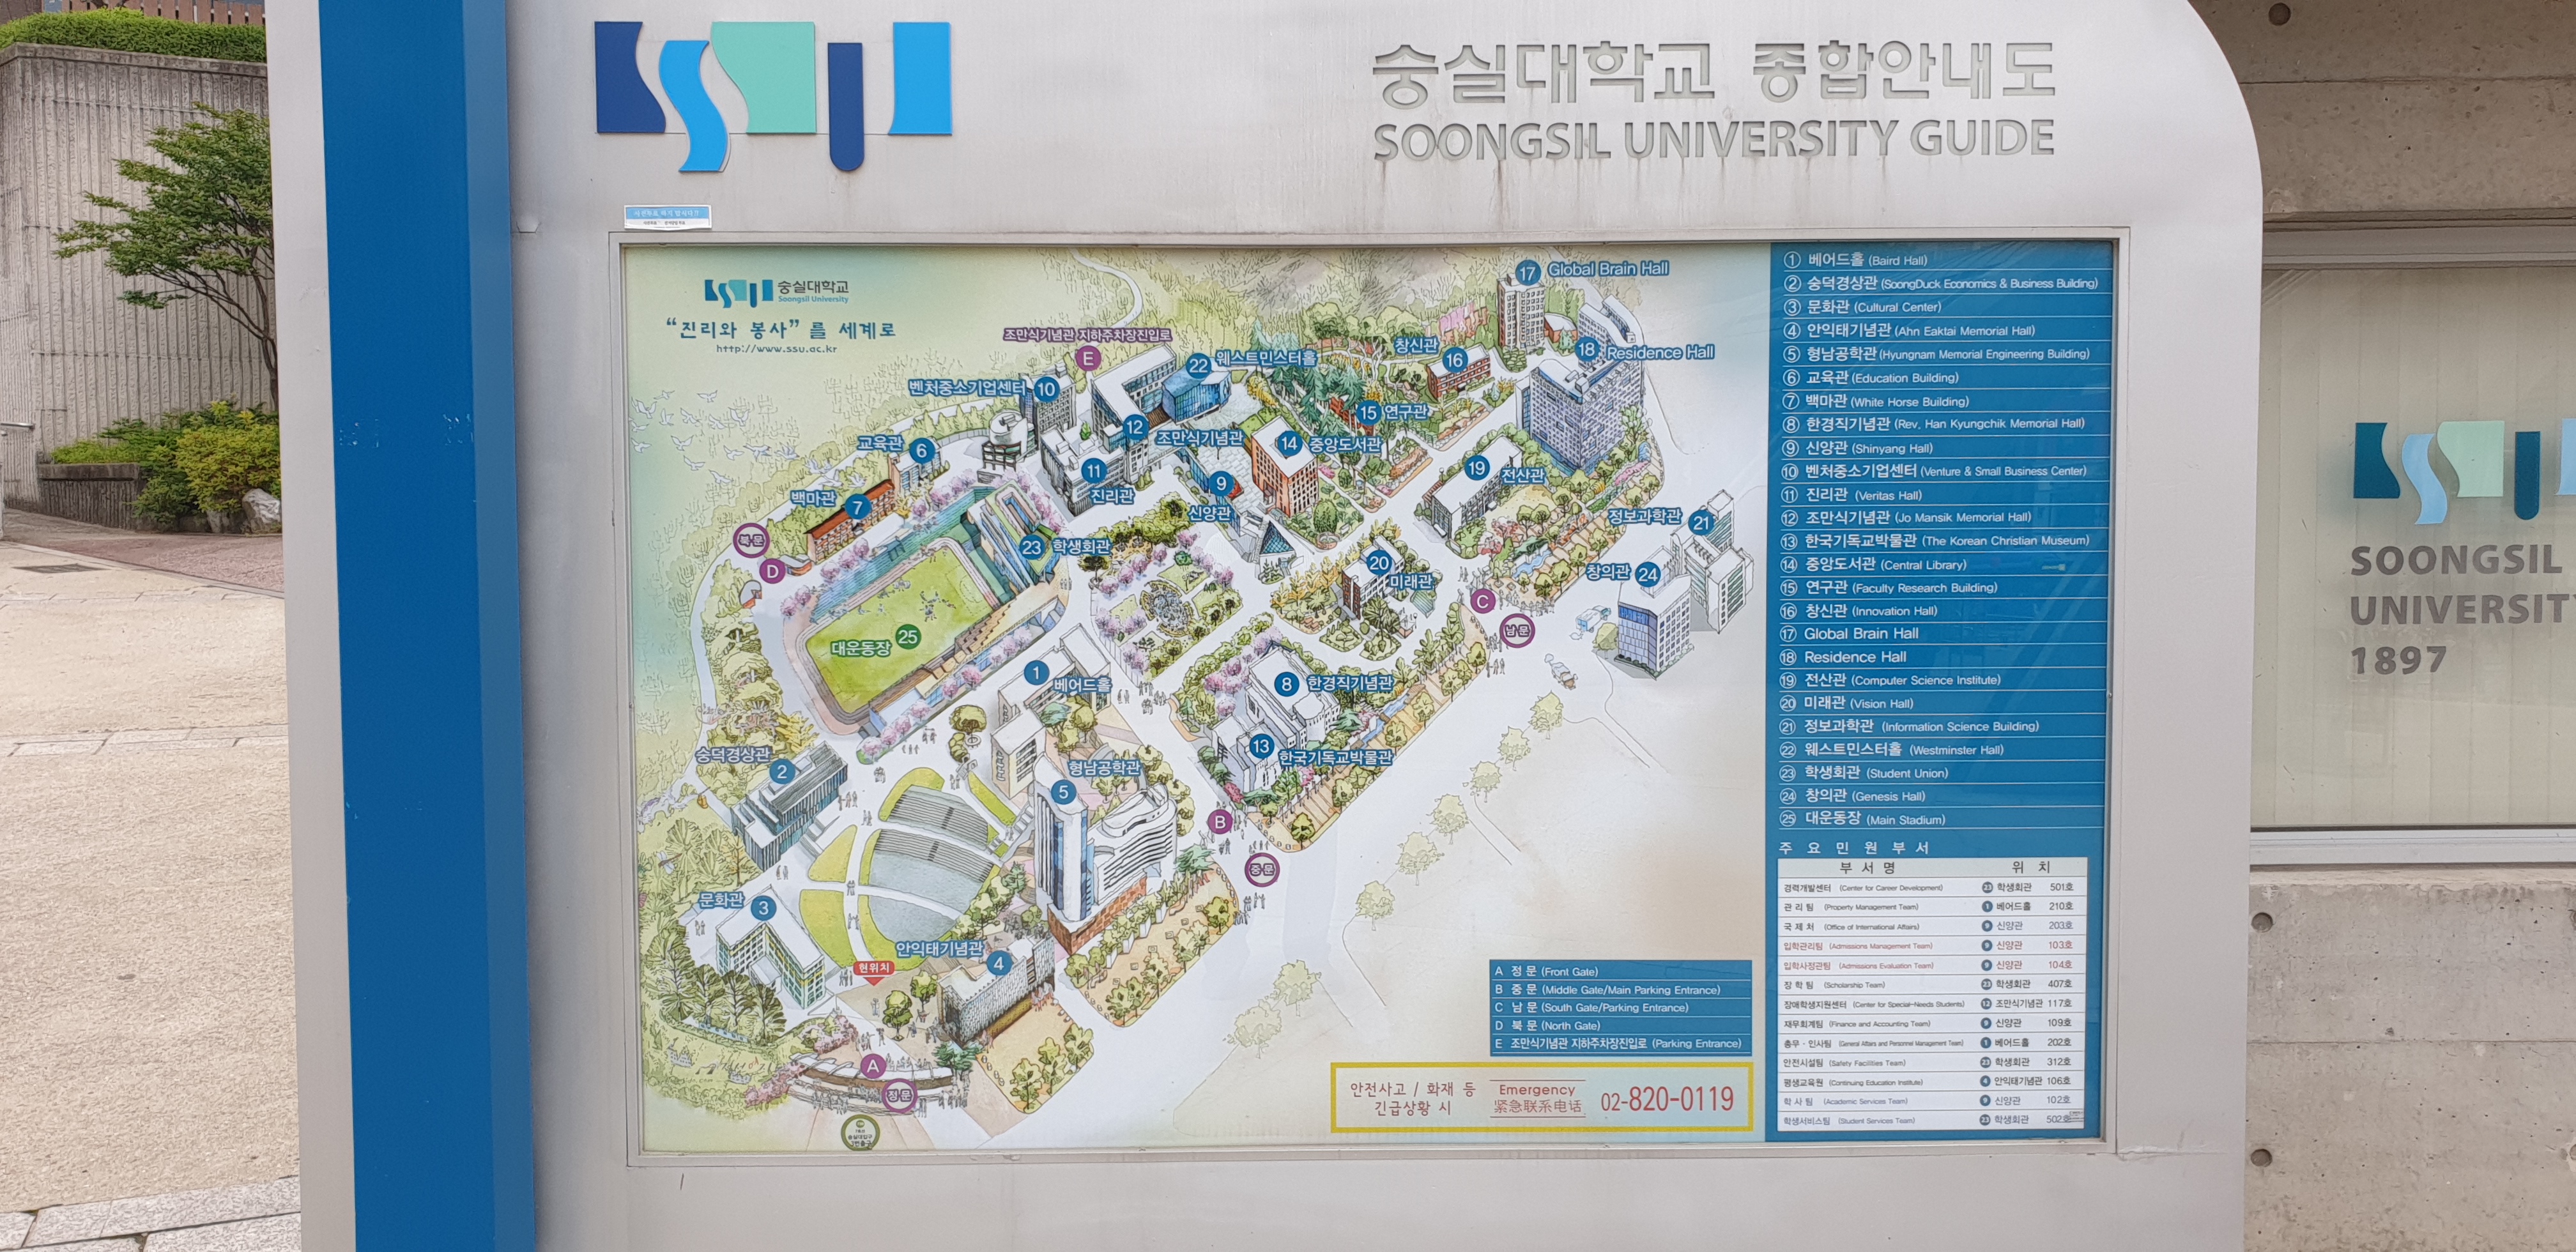 숭실대학교 종합안내도
SOONGSIL UNIVERSITY GUIDE
숭실대학교
Soongsil University
“진리와 봉사”를 세계로
http://www.ssu.ac.kr
조만식기념관 지하주차장진입로
E
17 Global Brain Hall
18 Residence Hall
창신관 16
22 웨스트민스터홀
벤처중소기업센터 10
15 연구관
12 조만식기념관
14 중앙도서관
교육관 6
11 진리관
19 전산관
9 신양관
백마관 7
정보과학관 21
북문
D
23 학생회관
20 미래관
창의관 24
C
남문
대운동장 25
1 베어드홀
8 한경직기념관
13 한국기독교박물관
숭덕경상관 2
형남공학관 5
B
중문
문화관 3
안익태기념관 4
현위치
A
정문
숭실대입구
① 베어드홀 (Baird Hall)
② 숭덕경상관 (SoongDuck Economics & Business Building)
③ 문화관 (Cultural Center)
④ 안익태기념관 (Ahn Eaktai Memorial Hall)
⑤ 형남공학관 (Hyungnam Memorial Engineering Building)
⑥ 교육관 (Education Building)
⑦ 백마관 (White Horse Building)
⑧ 한경직기념관 (Rev. Han Kyungchik Memorial Hall)
⑨ 신양관 (Shinyang Hall)
⑩ 벤처중소기업센터 (Venture & Small Business Center)
⑪ 진리관 (Veritas Hall)
⑫ 조만식기념관 (Jo Mansik Memorial Hall)
⑬ 한국기독교박물관 (The Korean Christian Museum)
⑭ 중앙도서관 (Central Library)
⑮ 연구관 (Faculty Research Building)
⑯ 창신관 (Innovation Hall)
⑰ Global Brain Hall
⑱ Residence Hall
⑲ 전산관 (Computer Science Institute)
⑳ 미래관 (Vision Hall)
㉑ 정보과학관 (Information Science Building)
㉒ 웨스트민스터홀 (Westminster Hall)
㉓ 학생회관 (Student Union)
㉔ 창의관 (Genesis Hall)
㉕ 대운동장 (Main Stadium)
주요민원부서
부서명 위치
경력개발센터 (Center for Career Development) 23 학생회관 501호
관리팀 (Property Management Team) 1 베어드홀 210호
국제처 (Office of International Affairs) 9 신양관 203호
입학관리팀 (Admissions Management Team) 9 신양관 103호
입학사정관팀 (Admissions Evaluation Team) 9 신양관 104호
장학팀 (Scholarship Team) 23 학생회관 407호
장애학생지원센터 (Center for Special-Needs Students) 12 조만식기념관 117호
재무회계팀 (Finance and Accounting Team) 9 신양관 109호
총무·인사팀 (General Affairs and Personnel Management Team) 1 베어드홀 202호
안전시설팀 (Safety Facilities Team) 23 학생회관 312호
평생교육원 (Continuing Education Institute) 4 안익태기념관 106호
학사팀 (Academic Services Team) 9 신양관 102호
학생서비스팀 (Student Services Team) 23 학생회관 502호
A 정문 (Front Gate)
B 중문 (Middle Gate/Main Parking Entrance)
C 남문 (South Gate/Parking Entrance)
D 북문 (North Gate)
E 조만식기념관 지하주차장진입로 (Parking Entrance)
안전사고 / 화재 등
긴급상황 시
Emergency
紧急联系电话
02-820-0119
SOONGSIL
UNIVERSITY
1897